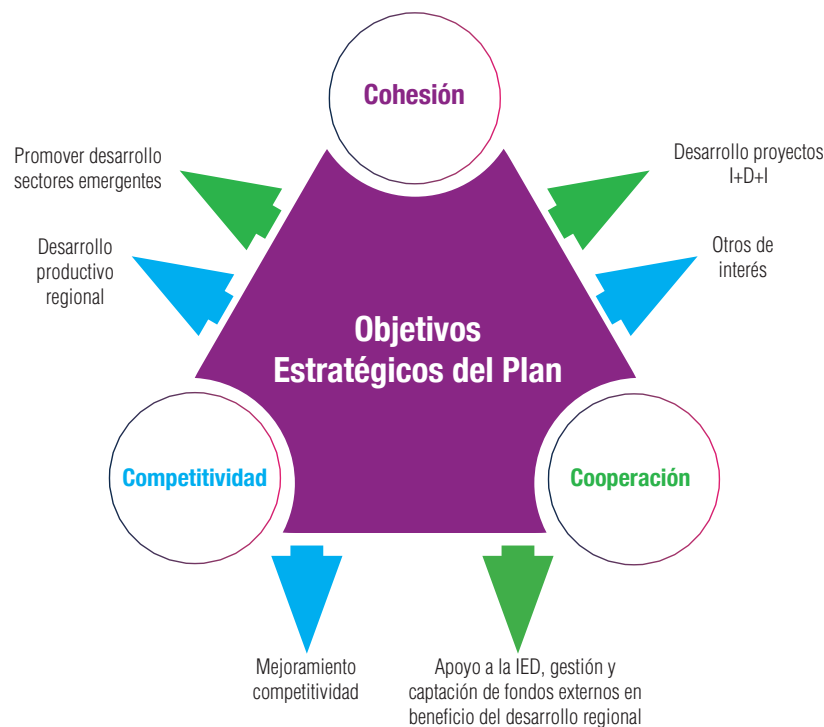 Cohesión
Promover desarrollo
sectores emergentes
Desarrollo proyectos
I+D+I
Desarrollo
productivo
regional
Otros de
interés
Objetivos
Estratégicos del Plan
Competitividad
Cooperación
Mejoramiento
competitividad
Apoyo a la IED, gestión y
captación de fondos externos en
beneficio del desarrollo regional